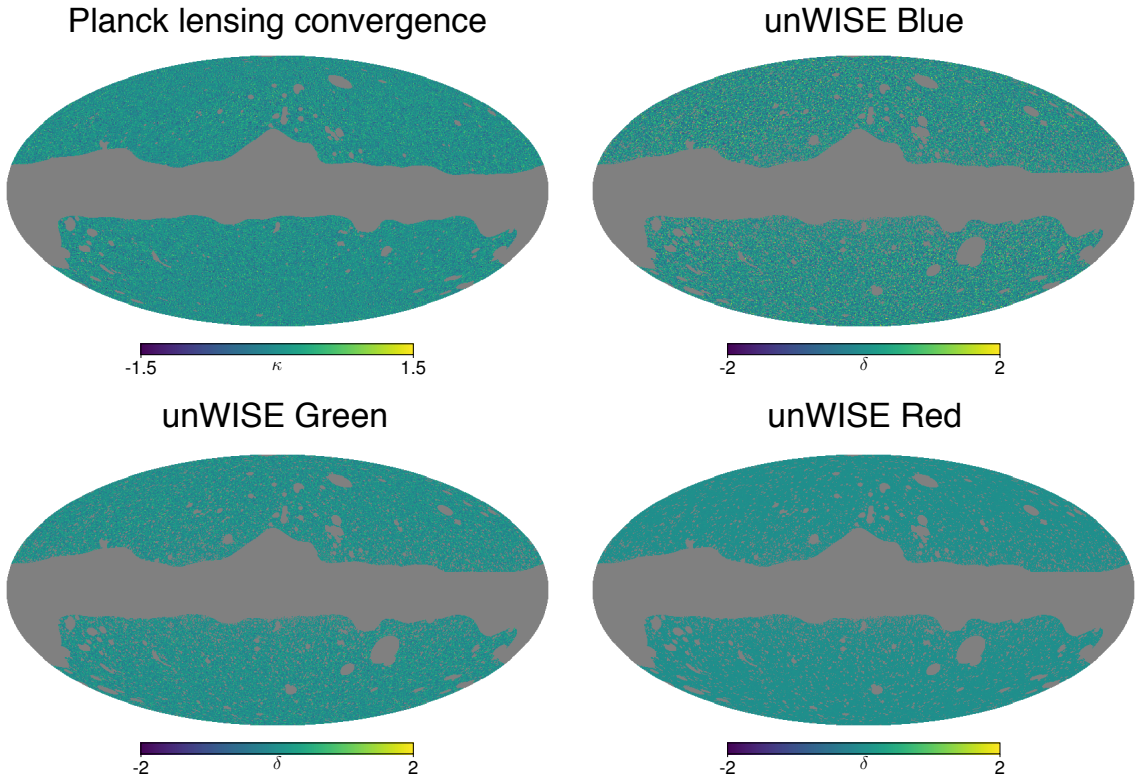 Planck lensing convergence
unWISE Blue
-1.5 κ 1.5
-2 δ 2
unWISE Green
unWISE Red
-2 δ 2
-2 δ 2